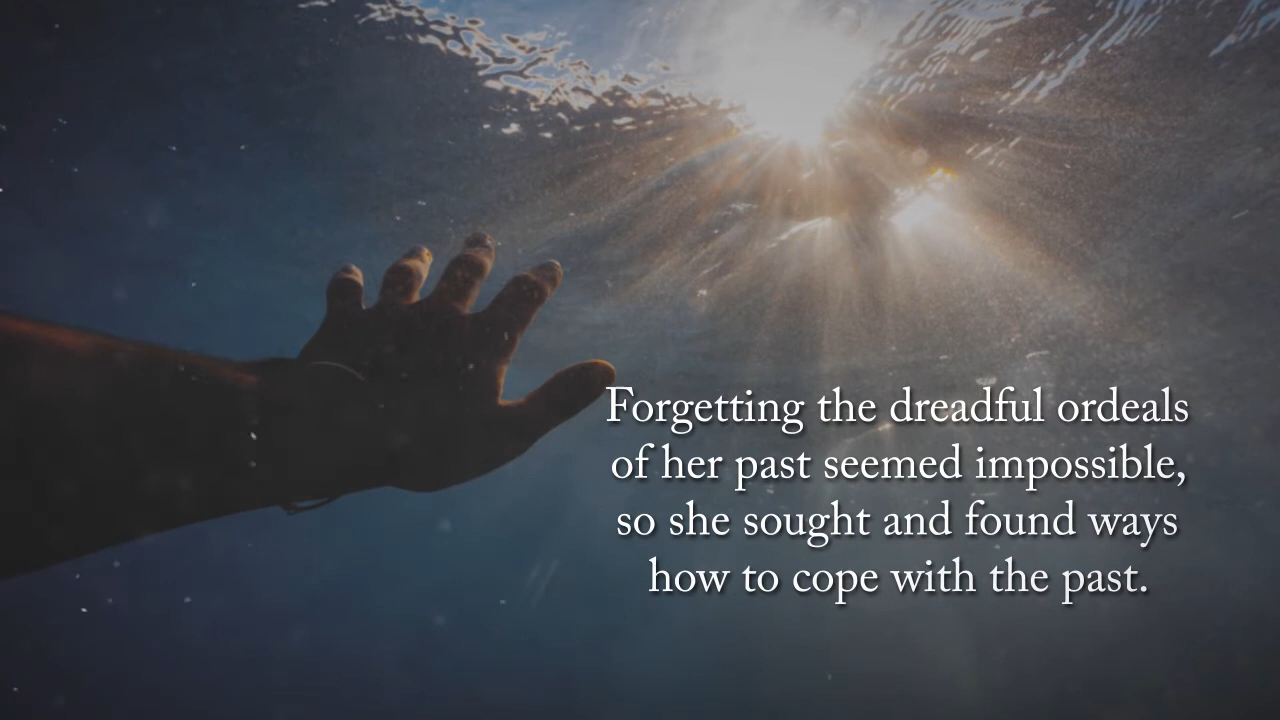 Forgetting the dreadful ordeals
of her past seemed impossible,
so she sought and found ways
how to cope with the past.